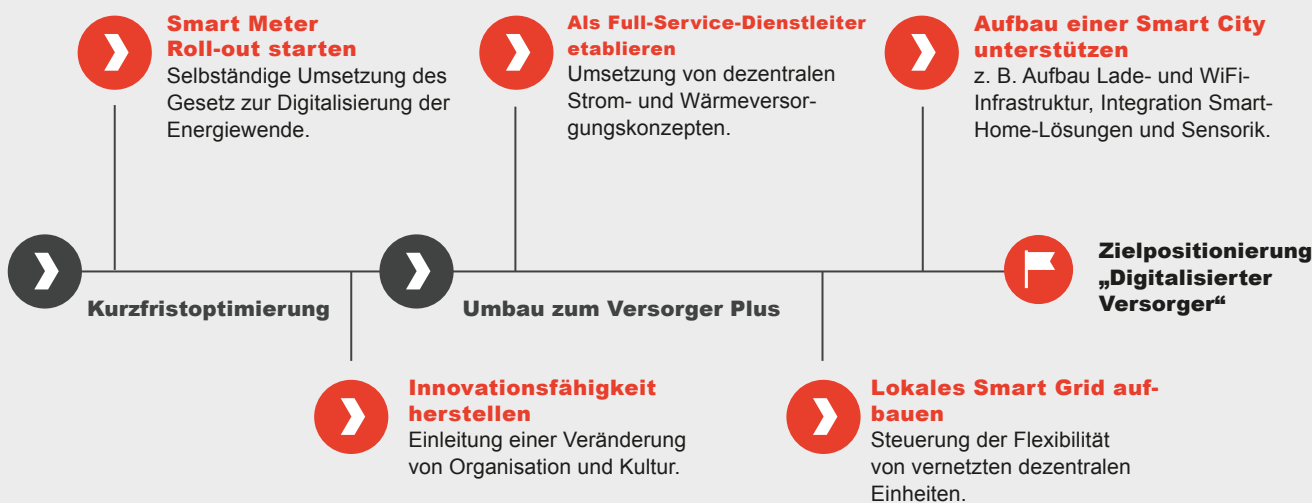 Smart Meter
Roll-out starten
Selbständige Umsetzung des
Gesetz zur Digitalisierung der
Energiewende.
Als Full-Service-Dienstleiter
etablieren
Umsetzung von dezentralen
Strom- und Wärmeversor-
gungskonzepten.
Aufbau einer Smart City
unterstützen
z. B. Aufbau Lade- und WiFi-
Infrastruktur, Integration Smart-
Home-Lösungen und Sensorik.
Kurzfristoptimierung
Umbau zum Versorger Plus
Zielpositionierung
„Digitalisierter
Versorger“
Innovationsfähigkeit
herstellen
Einleitung einer Veränderung
von Organisation und Kultur.
Lokales Smart Grid auf-
bauen
Steuerung der Flexibilität
von vernetzten dezentralen
Einheiten.